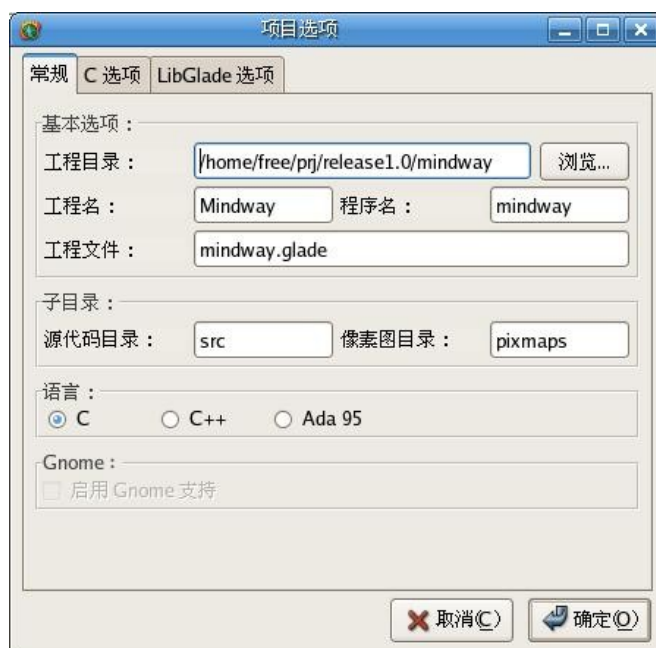 项目选项
常规 C 选项 LibGlade 选项
基本选项：
工程目录： /home/free/prj/release1.0/mindway 浏览...
工程名： Mindway 程序名： mindway
工程文件： mindway.glade
子目录：
源代码目录： src 像素图目录： pixmaps
语言：
C C++ Ada 95
Gnome：
启用 Gnome 支持
取消(C) 确定(O)